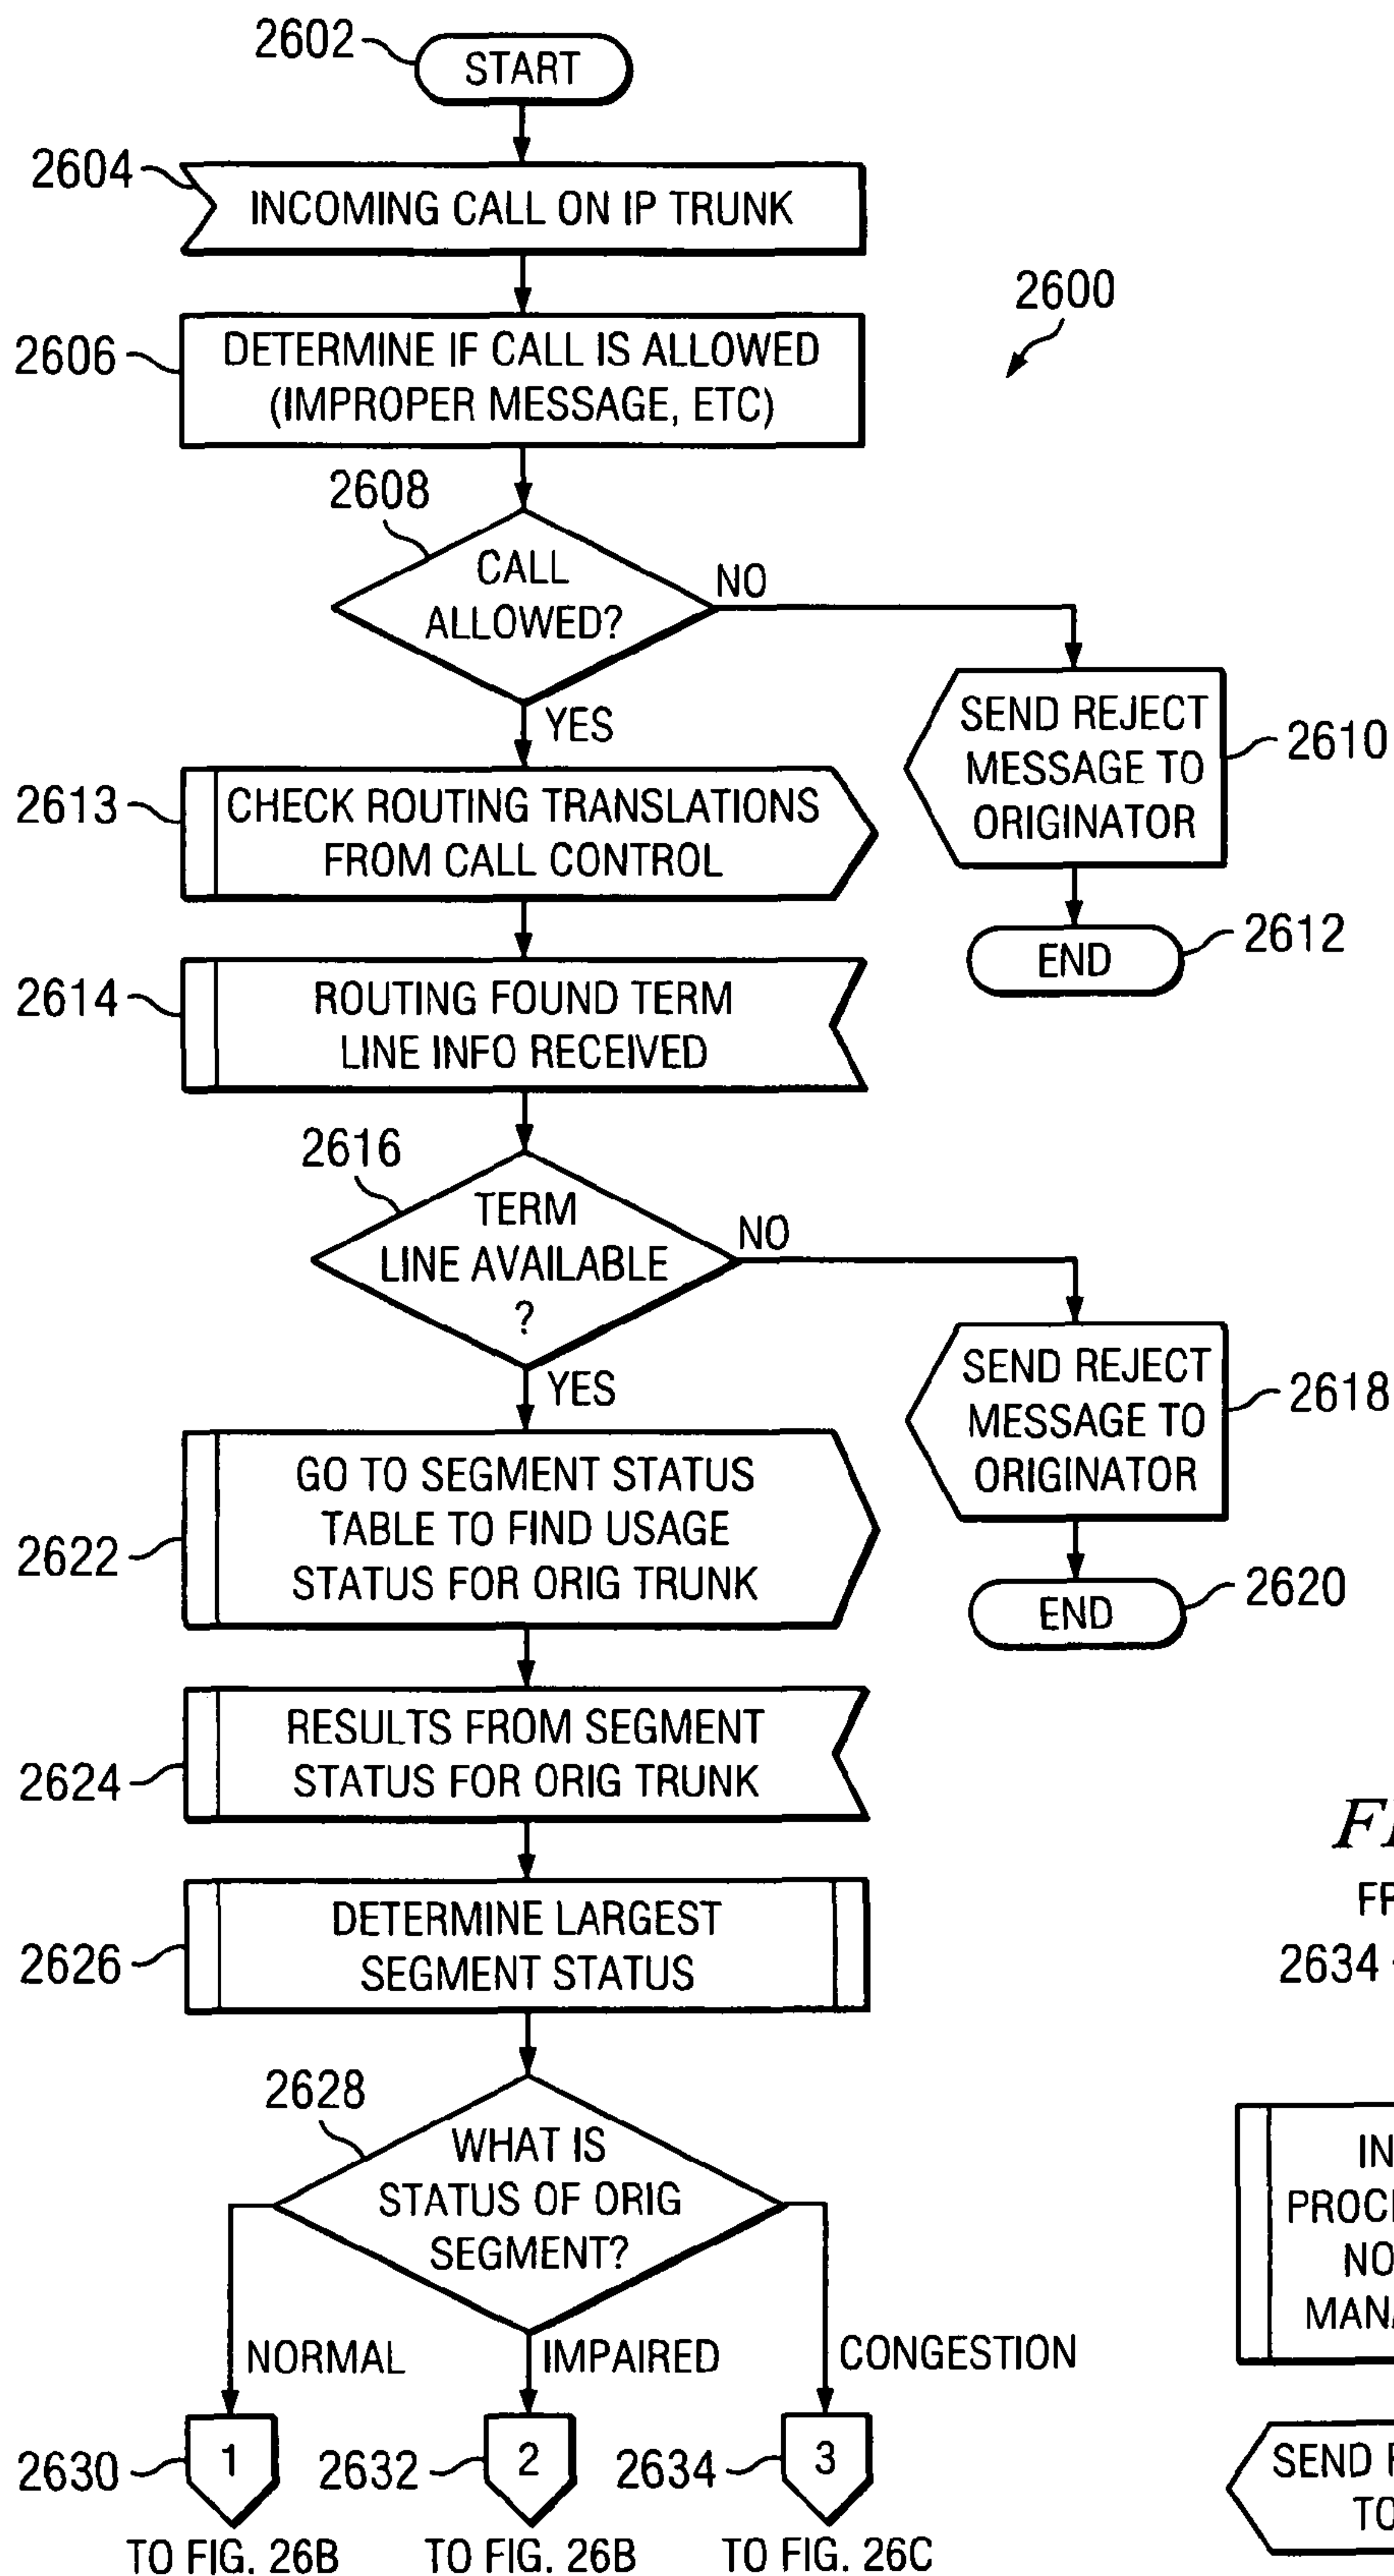 2602
START
2604
INCOMING CALL ON IP TRUNK
2600
2606
DETERMINE IF CALL IS ALLOWED
(IMPROPER MESSAGE, ETC)
2608
CALL
ALLOWED?
NO
YES
SEND REJECT
MESSAGE TO
ORIGINATOR
2610
END
2612
2613
CHECK ROUTING TRANSLATIONS
FROM CALL CONTROL
2614
ROUTING FOUND TERM
LINE INFO RECEIVED
2616
TERM
LINE AVAILABLE
?
NO
YES
SEND REJECT
MESSAGE TO
ORIGINATOR
2618
END
2620
2622
GO TO SEGMENT STATUS
TABLE TO FIND USAGE
STATUS FOR ORIG TRUNK
2624
RESULTS FROM SEGMENT
STATUS FOR ORIG TRUNK
2626
DETERMINE LARGEST
SEGMENT STATUS
2628
WHAT IS
STATUS OF ORIG
SEGMENT?
NORMAL
IMPAIRED
CONGESTION
2630
1
2632
2
2634
3
TO FIG. 26B
TO FIG. 26B
TO FIG. 26C
2634
SEND
TO